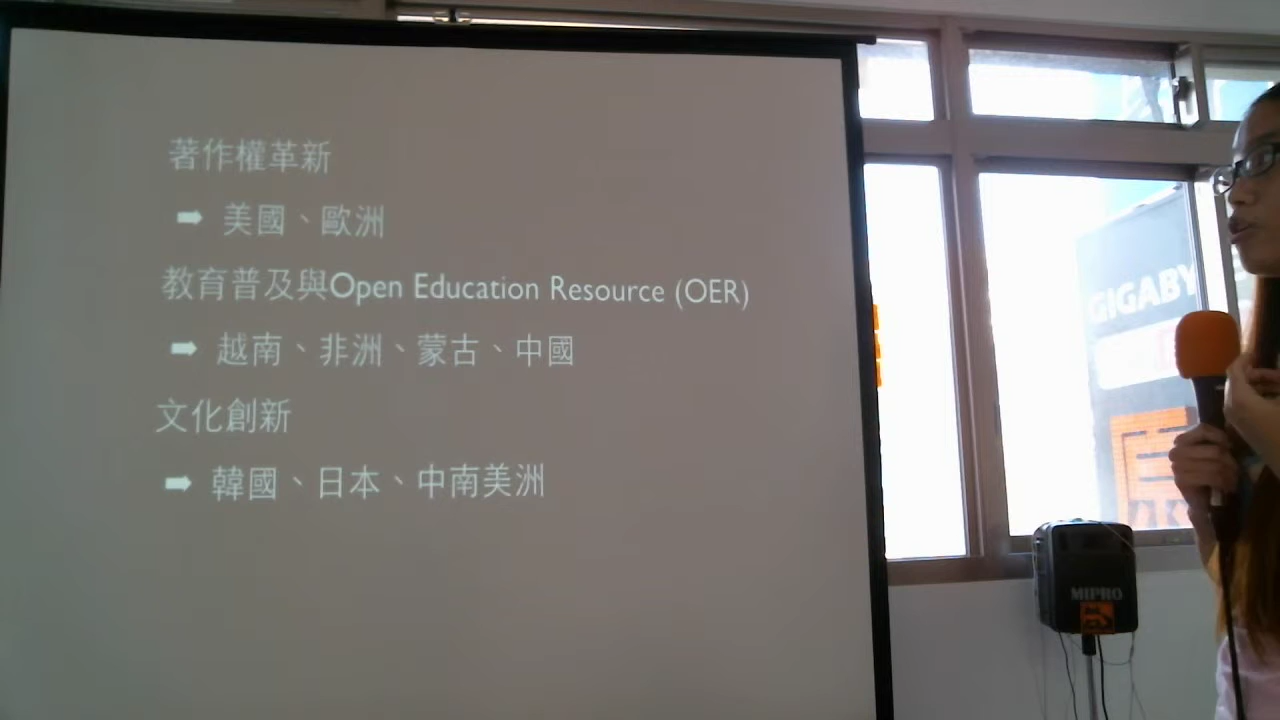 著作權革新
➡ 美國、歐洲
教育普及與Open Education Resource (OER)
➡ 越南、非洲、蒙古、中國
文化創新
➡ 韓國、日本、中南美洲
GIGABY
MIPRO